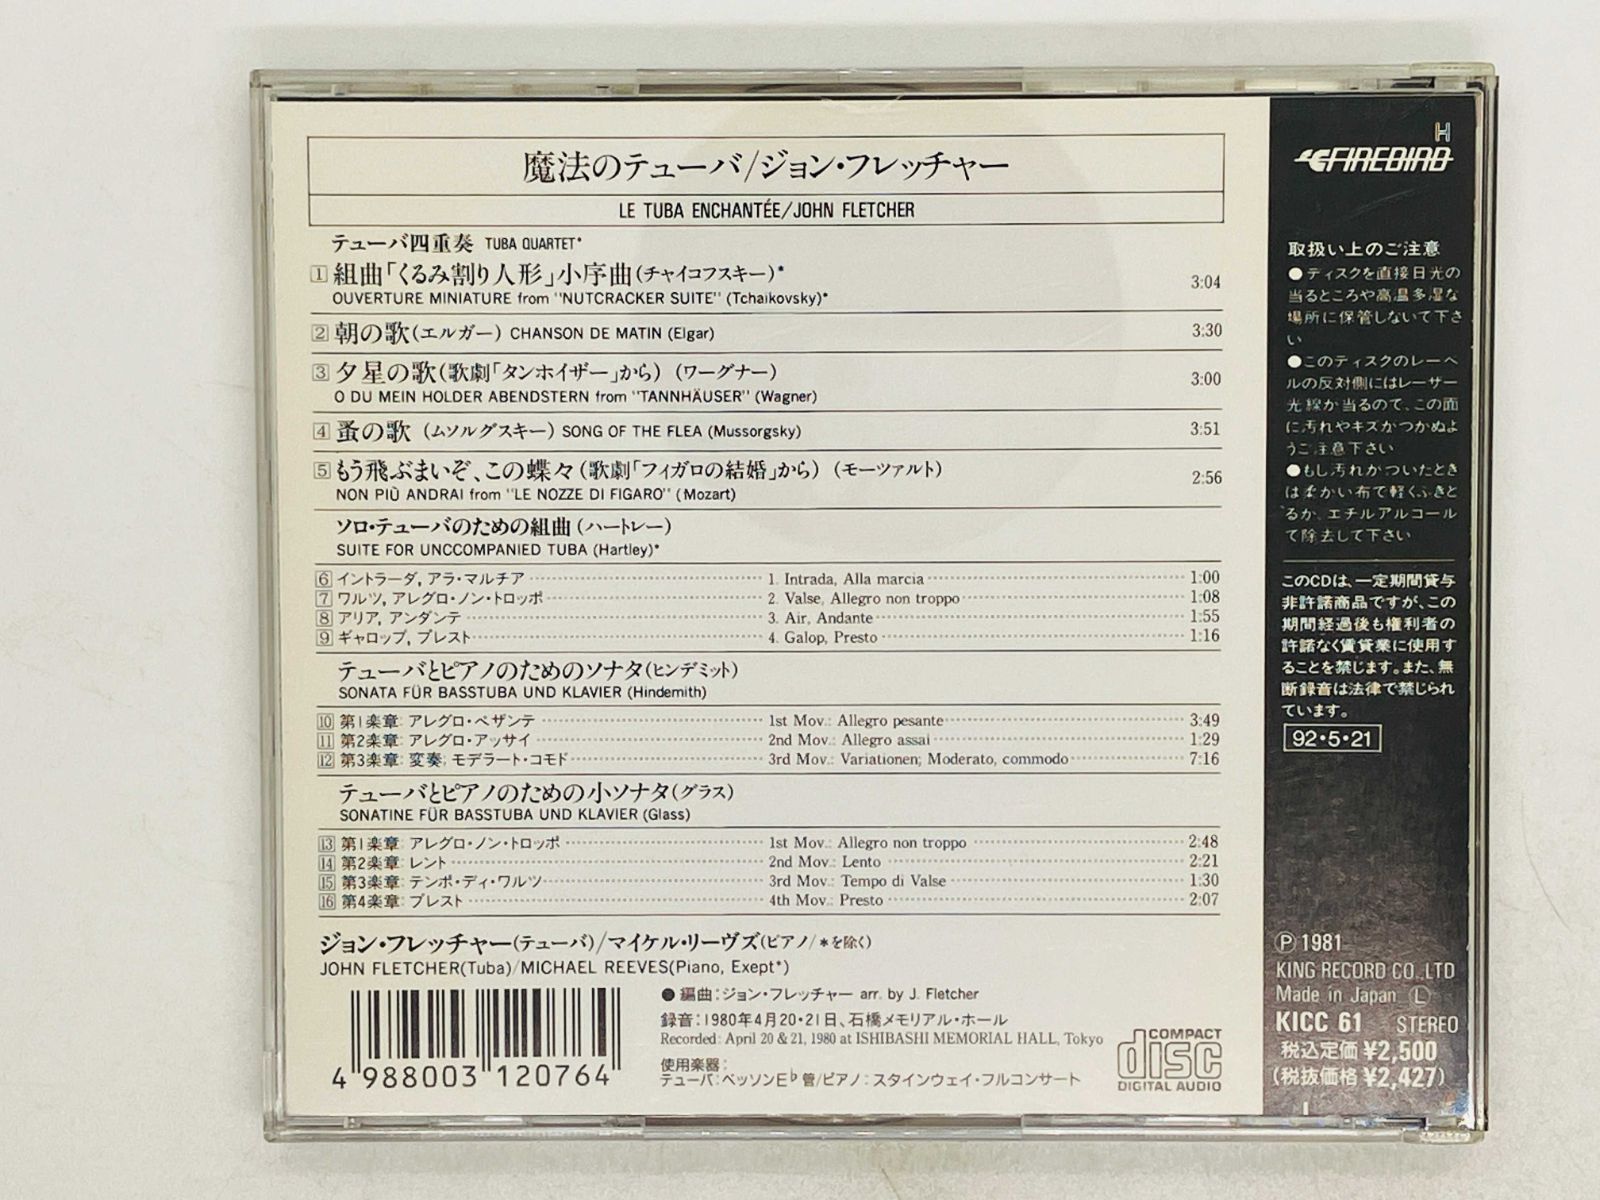 魔法のテューバ/ジョン・フレッチャー
LE TUBA ENCHANTÉE/JOHN FLETCHER
テューバ四重奏 TUBA QUARTET*
1 組曲「くるみ割り人形」小序曲(チャイコフスキー)* 3:04
OUVERTURE MINIATURE from "NUTCRACKER SUITE" (Tchaikovsky)*
2 朝の歌(エルガー) CHANSON DE MATIN (Elgar) 3:30
3 夕星の歌(歌劇「タンホイザー」から) (ワーグナー) 3:00
O DU MEIN HOLDER ABENDSTERN from "TANNHÄUSER" (Wagner)
4 蚤の歌 (ムソルグスキー) SONG OF THE FLEA (Mussorgsky) 3:51
5 もう飛ぶまいぞ、この蝶々(歌劇「フィガロの結婚」から) (モーツァルト) 2:56
NON PIÙ ANDRAI from "LE NOZZE DI FIGARO" (Mozart)
ソロ・テューバのための組曲(ハートレー)
SUITE FOR UNCCOMPANIED TUBA (Hartley)*
6 イントラーダ, アラ・マルチア 1. Intrada, Alla marcia 1:00
7 ワルツ, アレグロ・ノン・トロッポ 2. Valse, Allegro non troppo 1:08
8 アリア, アンダンテ 3. Air, Andante 1:55
9 ギャロップ, プレスト 4. Galop, Presto 1:16
テューバとピアノのためのソナタ(ヒンデミット)
SONATA FÜR BASSTUBA UND KLAVIER (Hindemith)
10 第1楽章: アレグロ・ペザンテ 1st Mov.: Allegro pesante 3:49
11 第2楽章: アレグロ・アッサイ 2nd Mov.: Allegro assai 1:29
12 第3楽章: 変奏; モデラート・コモド 3rd Mov.: Variationen; Moderato, commodo 7:16
テューバとピアノのための小ソナタ(グラス)
SONATINE FÜR BASSTUBA UND KLAVIER (Glass)
13 第1楽章: アレグロ・ノン・トロッポ 1st Mov.: Allegro non troppo 2:48
14 第2楽章: レント 2nd Mov.: Lento 2:21
15 第3楽章: テンポ・ディ・ワルツ 3rd Mov.: Tempo di Valse 1:30
16 第4楽章: プレスト 4th Mov.: Presto 2:07
ジョン・フレッチャー(テューバ)/マイケル・リーヴズ(ピアノ/*を除く)
JOHN FLETCHER(Tuba)/MICHAEL REEVES(Piano, Exept*)
●編曲:ジョン・フレッチャー arr. by J. Fletcher
録音:1980年4月20・21日、石橋メモリアル・ホール
Recorded: April 20 & 21, 1980 at ISHIBASHI MEMORIAL HALL, Tokyo
使用楽器:
テューバ:ベッソンE♭管/ピアノ:スタインウェイ・フルコンサート
4 988003 120764
COMPACT
disc
DIGITAL AUDIO
H
FIREBIRD
取扱い上のご注意
●ディスクを直接日光の
当るところや高温多湿な
場所に保管しないで下さ
い
●このディスクのレーベ
ルの反対側にはレーザー
光線が当るので、この面
に汚れやキズがつかぬよ
うご注意下さい
●もし汚れがついたとき
は柔かい布で軽くふきと
るか、エチルアルコール
で除去して下さい
このCDは、一定期間貸与
非許諾商品ですが、この
期間経過後も権利者の
許諾なく賃貸業に使用す
ることを禁じます。また、無
断録音は法律で禁じられ
ています。
92・5・21
Ⓟ 1981
KING RECORD CO.,LTD
Made in Japan Ⓛ
KICC 61 STEREO
税込定価 ¥2,500
(税抜価格 ¥2,427)